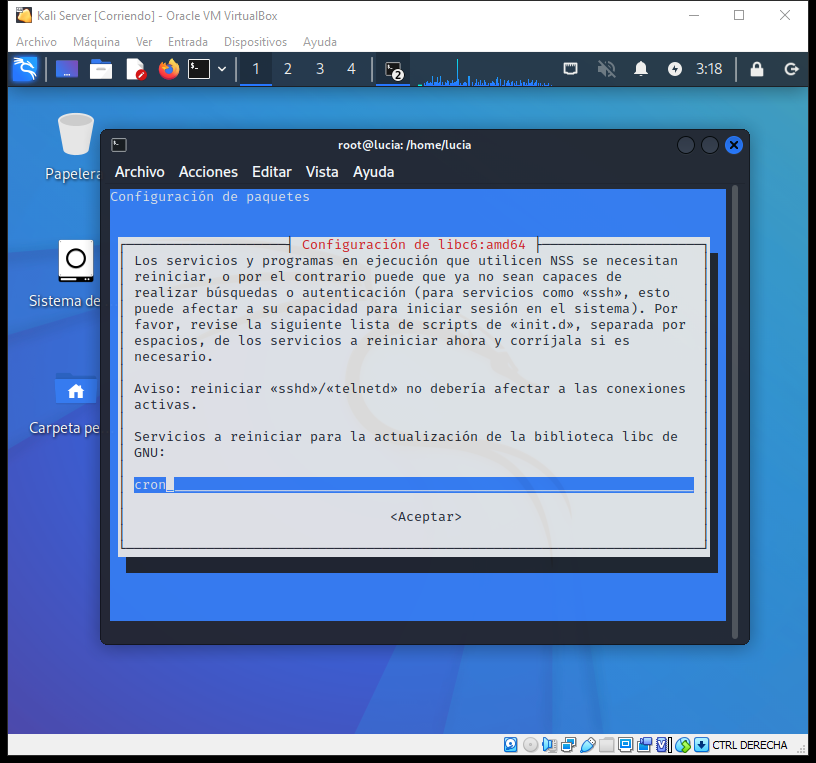 Kali Server [Corriendo] - Oracle VM VirtualBox
Archivo Máquina Ver Entrada Dispositivos Ayuda
1 2 3 4 2 3:18
Papelera
root@lucia: /home/lucia
Archivo Acciones Editar Vista Ayuda
Configuración de paquetes
Configuración de libc6:amd64
Los servicios y programas en ejecución que utilicen NSS se necesitan
reiniciar, o por el contrario puede que ya no sean capaces de
realizar búsquedas o autenticación (para servicios como «ssh», esto
puede afectar a su capacidad para iniciar sesión en el sistema). Por
favor, revise la siguiente lista de scripts de «init.d», separada por
espacios, de los servicios a reiniciar ahora y corríjala si es
necesario.
Aviso: reiniciar «sshd»/«telnetd» no debería afectar a las conexiones
activas.
Servicios a reiniciar para la actualización de la biblioteca libc de
GNU:
cron
<Aceptar>
Sistema de
Carpeta pe
CTRL DERECHA